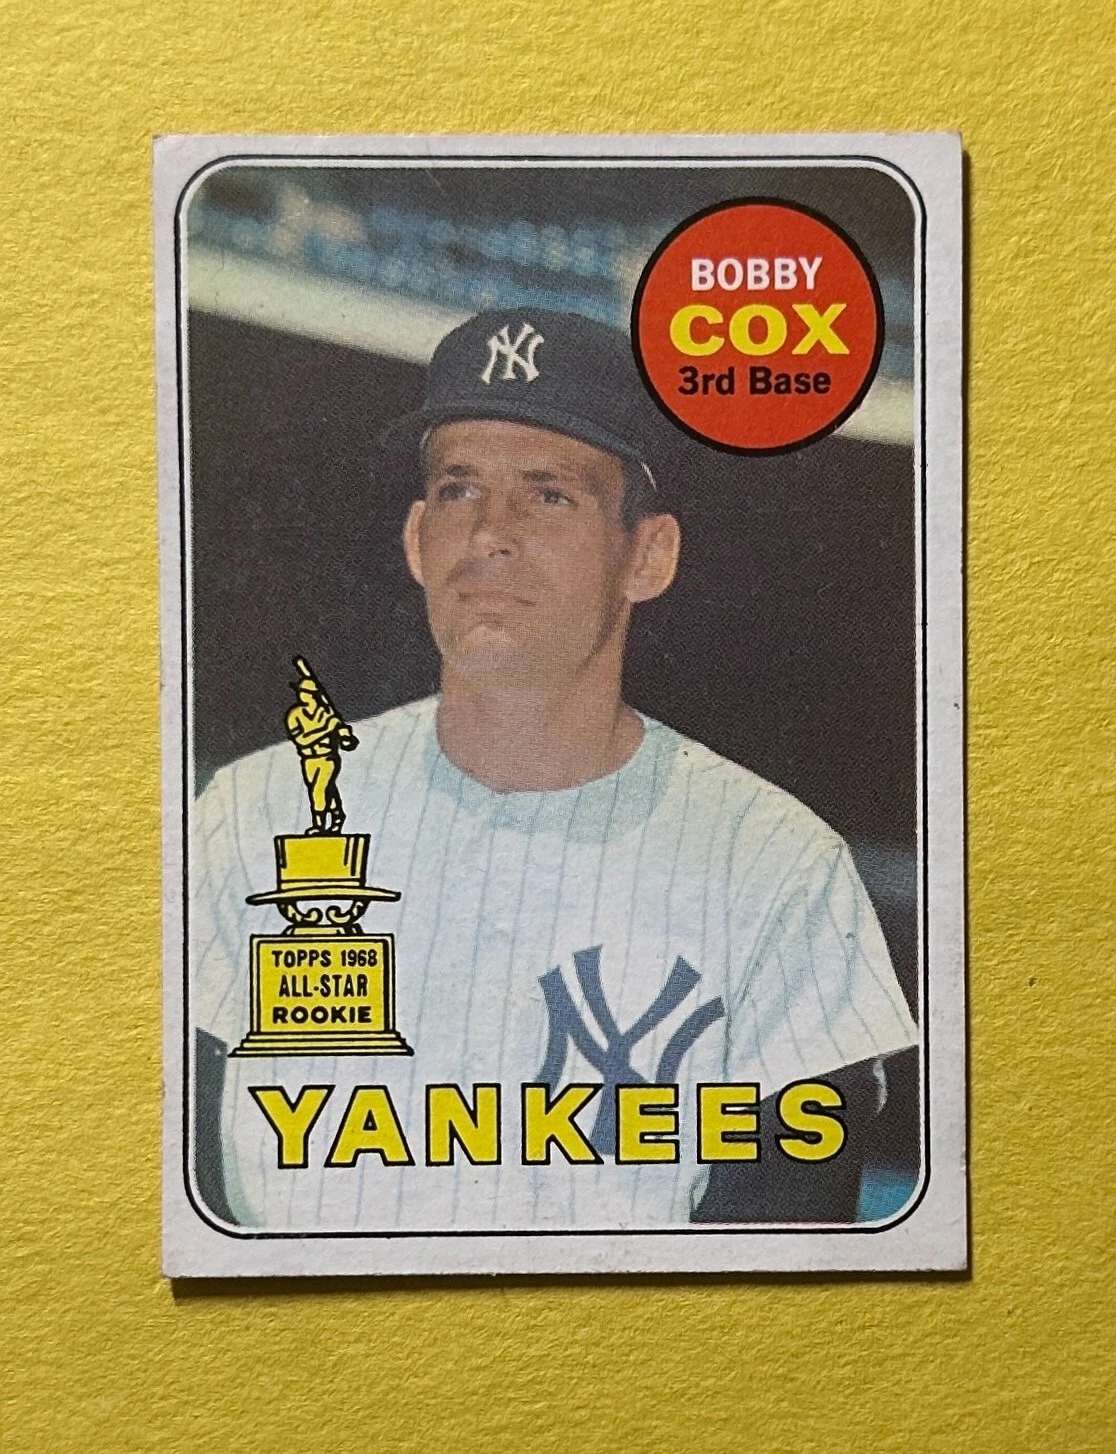 BOBBY
COX
3rd Base
NY
TOPPS 1968
ALL-STAR
ROOKIE
NY
YANKEES